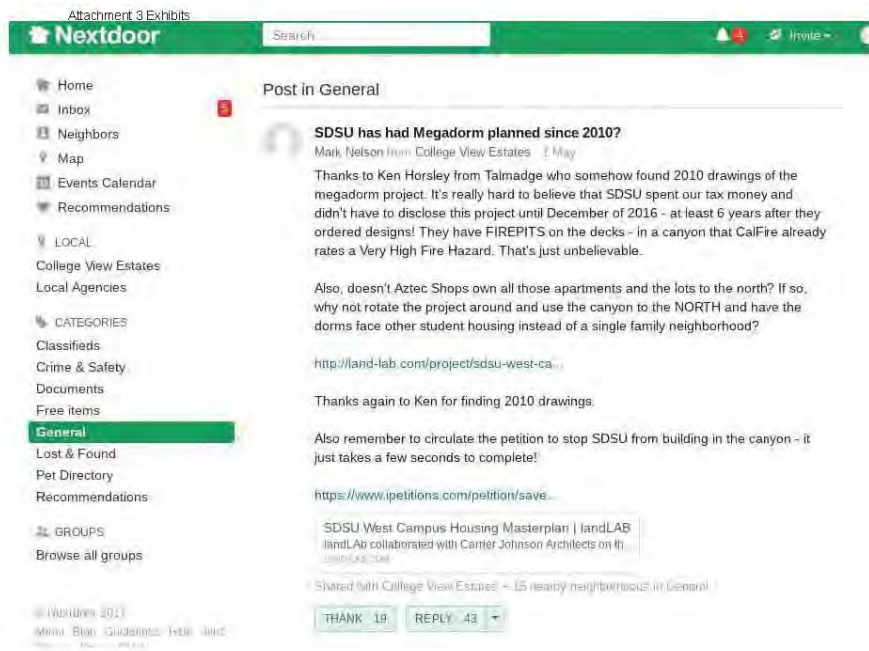 Attachment 3 Exhibits
Nextdoor
Search
4
Invite
Home
Inbox
5
Neighbors
Map
Events Calendar
Recommendations
LOCAL
College View Estates
Local Agencies
CATEGORIES
Classifieds
Crime & Safety
Documents
Free items
General
Lost & Found
Pet Directory
Recommendations
GROUPS
Browse all groups
© Nextdoor 2017
Blog Guidelines
Post in General
SDSU has had Megadorm planned since 2010?
Mark Nelson from College View Estates · 1 May
Thanks to Ken Horsley from Talmadge who somehow found 2010 drawings of the
megadorm project. It's really hard to believe that SDSU spent our tax money and
didn't have to disclose this project until December of 2016 - at least 6 years after they
ordered designs! They have FIREPITS on the decks - in a canyon that CalFire already
rates a Very High Fire Hazard. That's just unbelievable.
Also, doesn't Aztec Shops own all those apartments and the lots to the north? If so,
why not rotate the project around and use the canyon to the NORTH and have the
dorms face other student housing instead of a single family neighborhood?
http://land-lab.com/project/sdsu-west-ca...
Thanks again to Ken for finding 2010 drawings.
Also remember to circulate the petition to stop SDSU from building in the canyon - it
just takes a few seconds to complete!
https://www.ipetitions.com/petition/save...
SDSU West Campus Housing Masterplan | landLAB
landLAb collaborated with Carrier Johnson Architects on th...
Shared with College View Estates + 15 nearby neighborhoods in General
THANK 19
REPLY 43